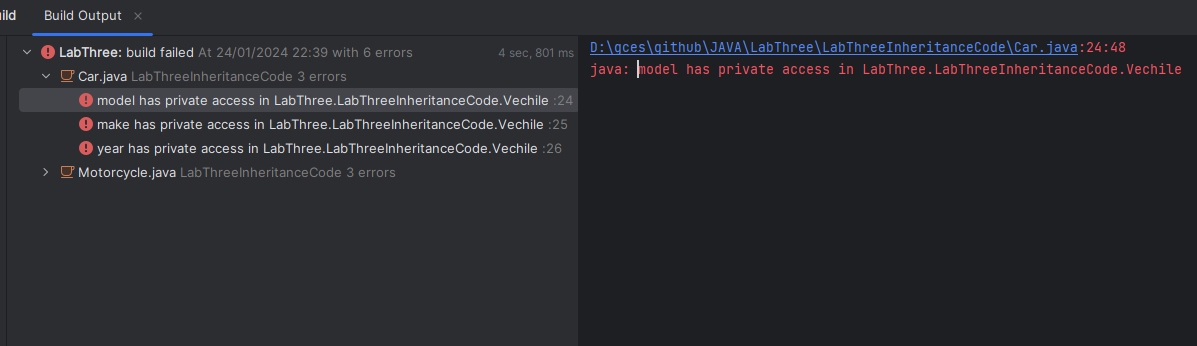 ild Build Output ×
LabThree: build failed At 24/01/2024 22:39 with 6 errors 4 sec, 801 ms
Car.java LabThreeInheritanceCode 3 errors
model has private access in LabThree.LabThreeInheritanceCode.Vechile :24
make has private access in LabThree.LabThreeInheritanceCode.Vechile :25
year has private access in LabThree.LabThreeInheritanceCode.Vechile :26
Motorcycle.java LabThreeInheritanceCode 3 errors
D:\gces\github\JAVA\LabThree\LabThreeInheritanceCode\Car.java:24:48
java: model has private access in LabThree.LabThreeInheritanceCode.Vechile